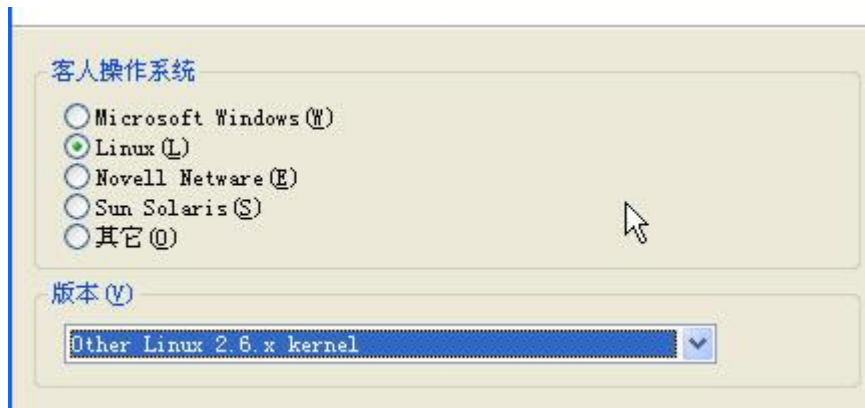 客人操作系统
Microsoft Windows(W)
Linux(L)
Novell Netware(E)
Sun Solaris(S)
其它(O)
版本(V)
Other Linux 2.6.x kernel